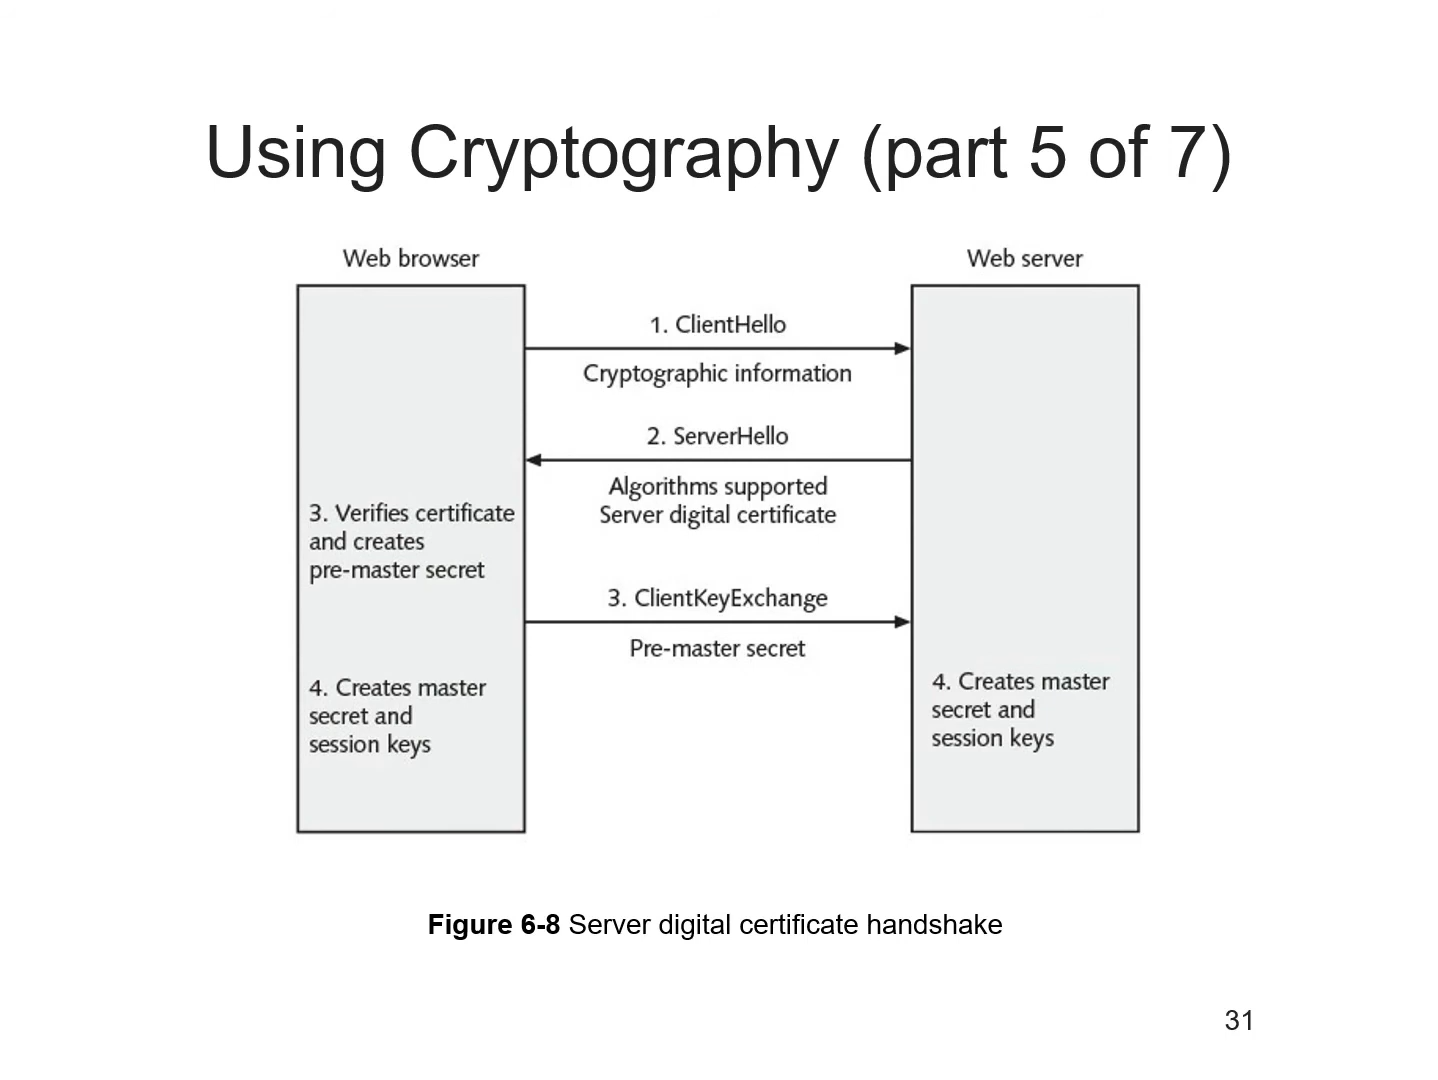 Using Cryptography (part 5 of 7)
Web browser
Web server
1. ClientHello
Cryptographic information
2. ServerHello
Algorithms supported
Server digital certificate
3. Verifies certificate
and creates
pre-master secret
3. ClientKeyExchange
Pre-master secret
4. Creates master
secret and
session keys
4. Creates master
secret and
session keys
Figure 6-8 Server digital certificate handshake
31